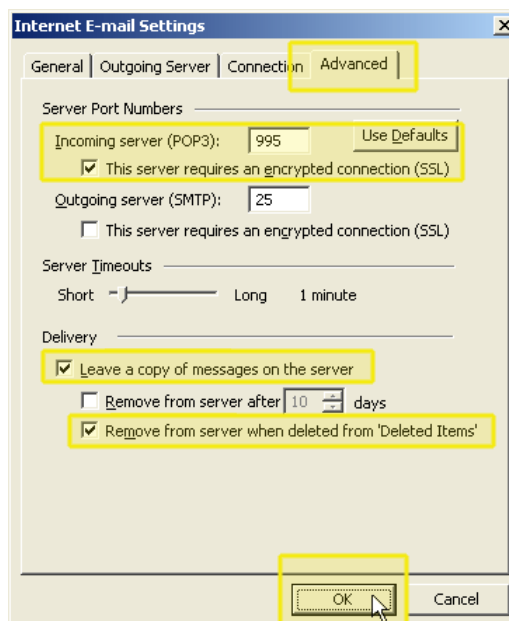 Internet E-mail Settings
General Outgoing Server Connection Advanced
Server Port Numbers
Incoming server (POP3): 995 Use Defaults
This server requires an encrypted connection (SSL)
Outgoing server (SMTP): 25
This server requires an encrypted connection (SSL)
Server Timeouts
Short Long 1 minute
Delivery
Leave a copy of messages on the server
Remove from server after 10 days
Remove from server when deleted from 'Deleted Items'
OK Cancel